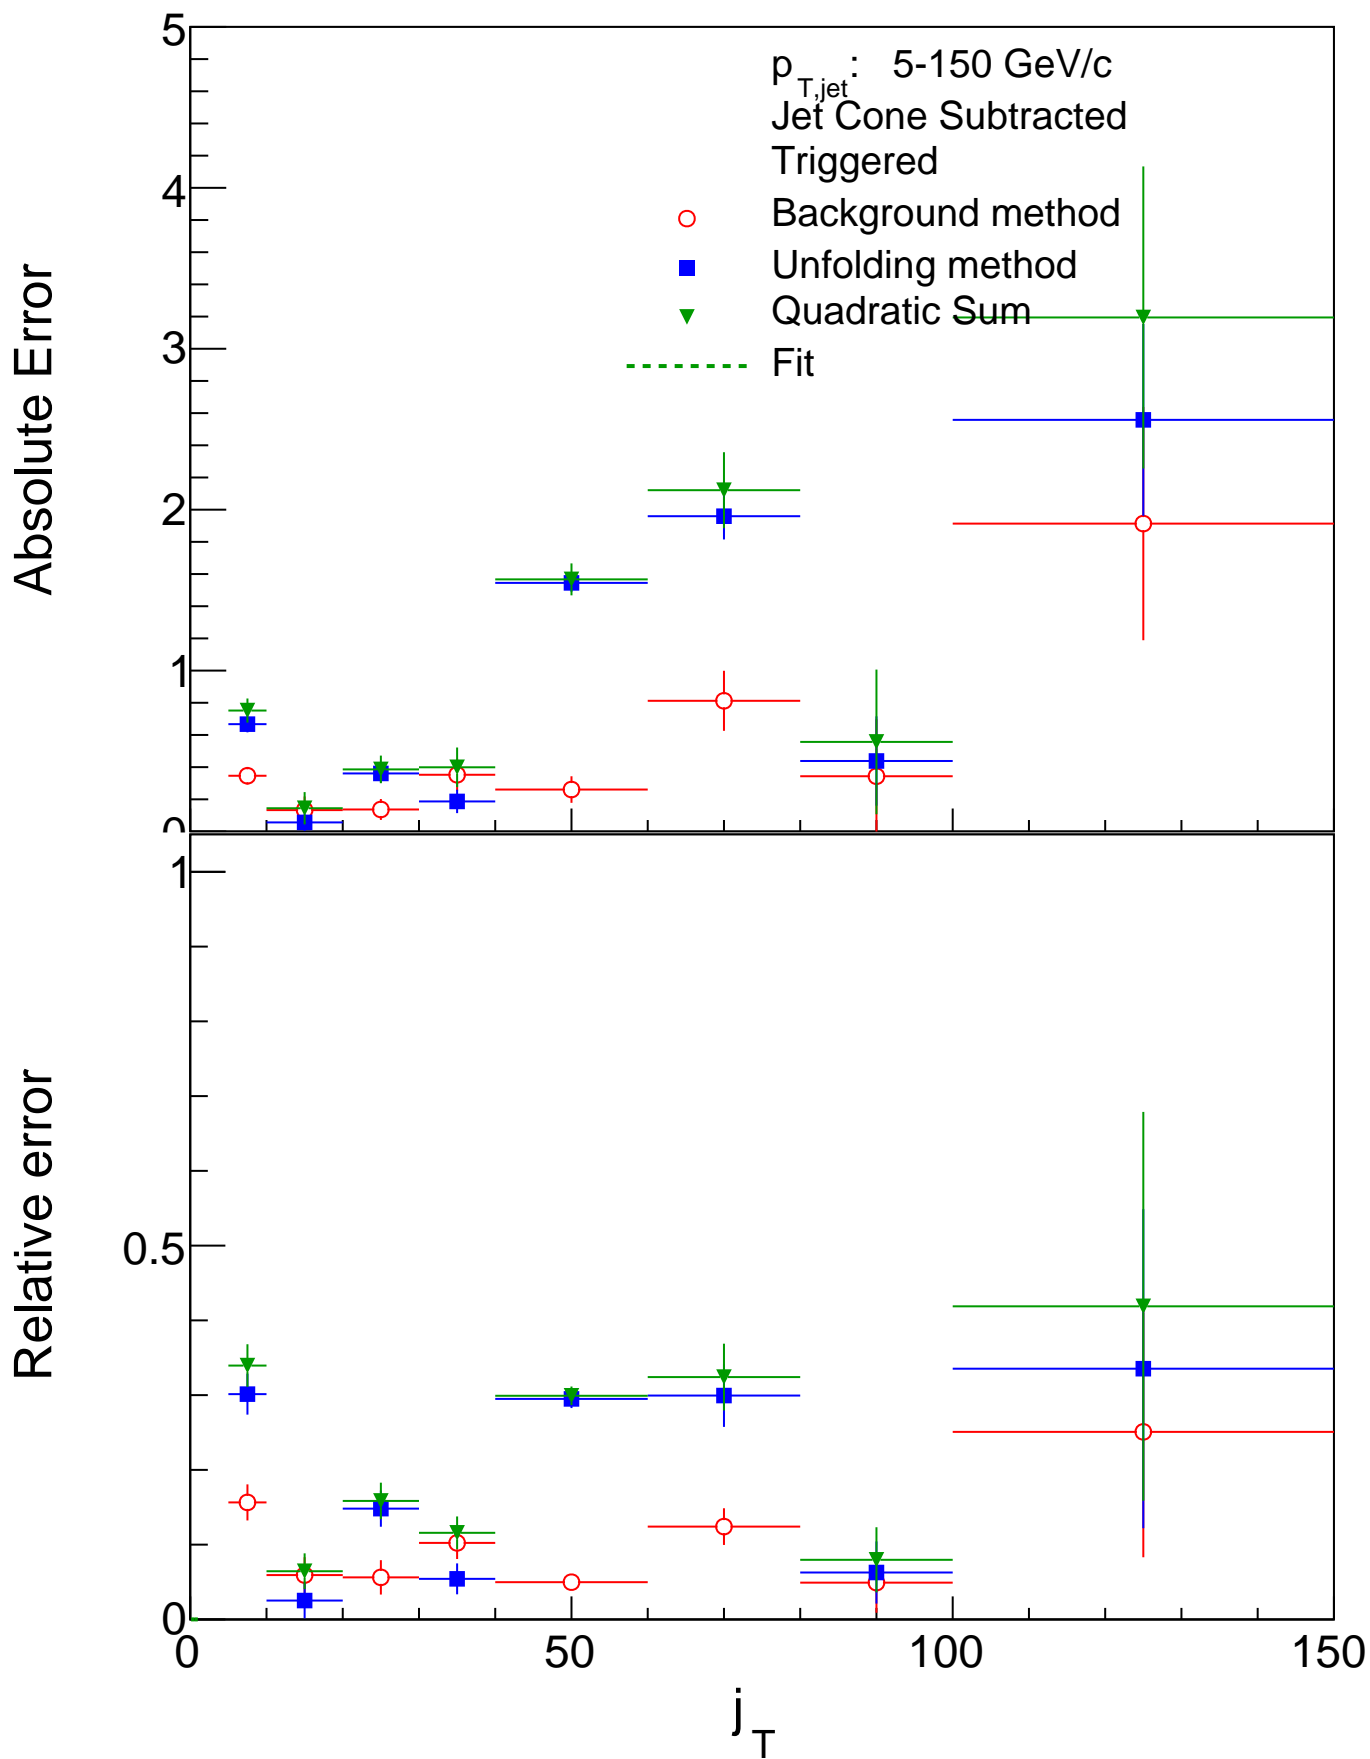 5
p_T,jet: 5-150 GeV/c
Jet Cone Subtracted
Triggered
4
Background method
Unfolding method
Quadratic Sum
3
Fit
Absolute Error
2
1
0
1
Relative error
0.5
0
0 50 100 150
j_T